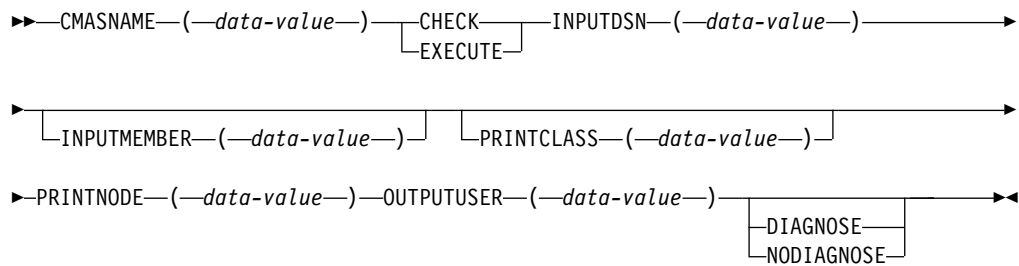 CMASNAME ( data-value ) CHECK INPUTDSN ( data-value )
EXECUTE
INPUTMEMBER ( data-value ) PRINTCLASS ( data-value )
PRINTNODE ( data-value ) OUTPUTUSER ( data-value )
DIAGNOSE
NODIAGNOSE